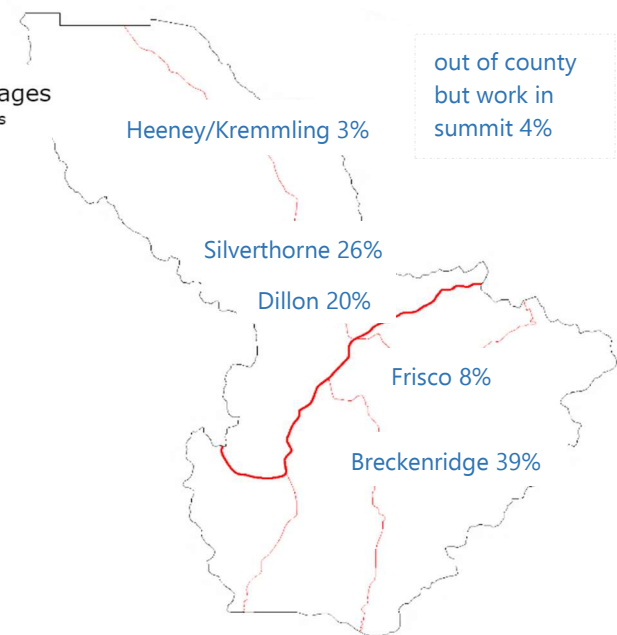 out of county
but work in
summit 4%
ages
s
Heeney/Kremmling 3%
Silverthorne 26%
Dillon 20%
Frisco 8%
Breckenridge 39%